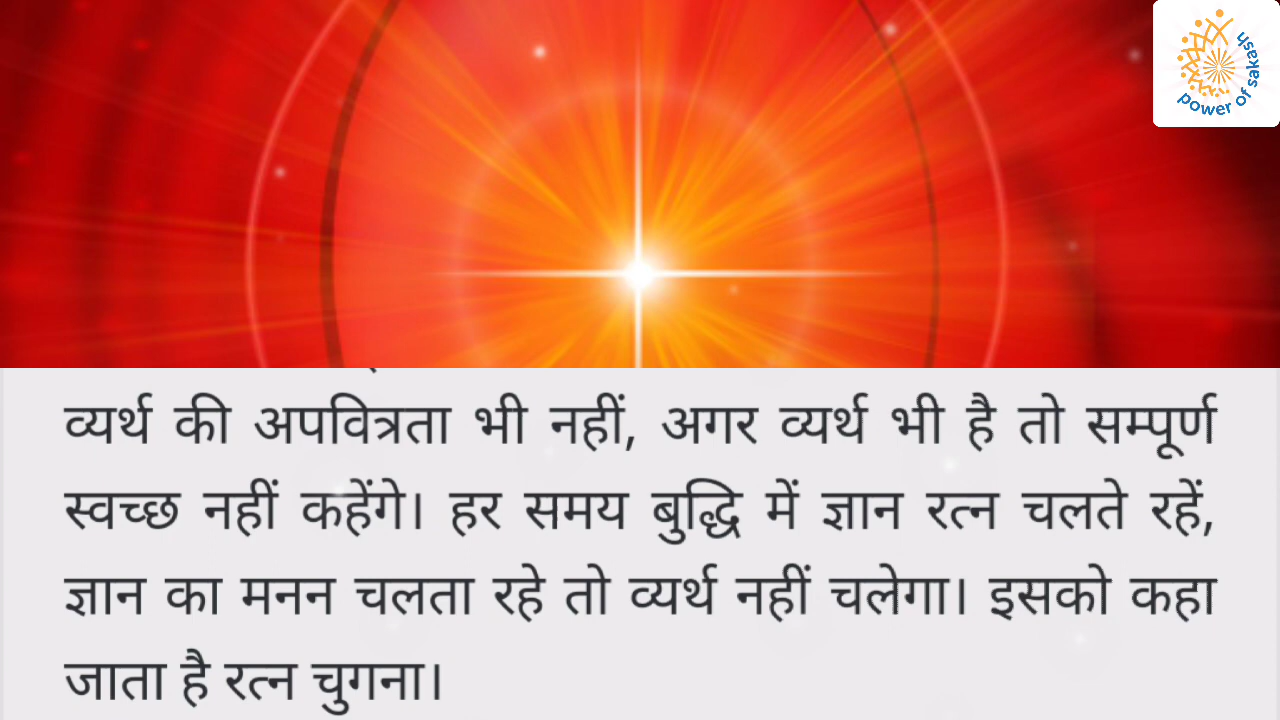 power of sakash
व्यर्थ की अपवित्रता भी नहीं, अगर व्यर्थ भी है तो सम्पूर्ण
स्वच्छ नहीं कहेंगे। हर समय बुद्धि में ज्ञान रत्न चलते रहें,
ज्ञान का मनन चलता रहे तो व्यर्थ नहीं चलेगा। इसको कहा
जाता है रत्न चुगना।